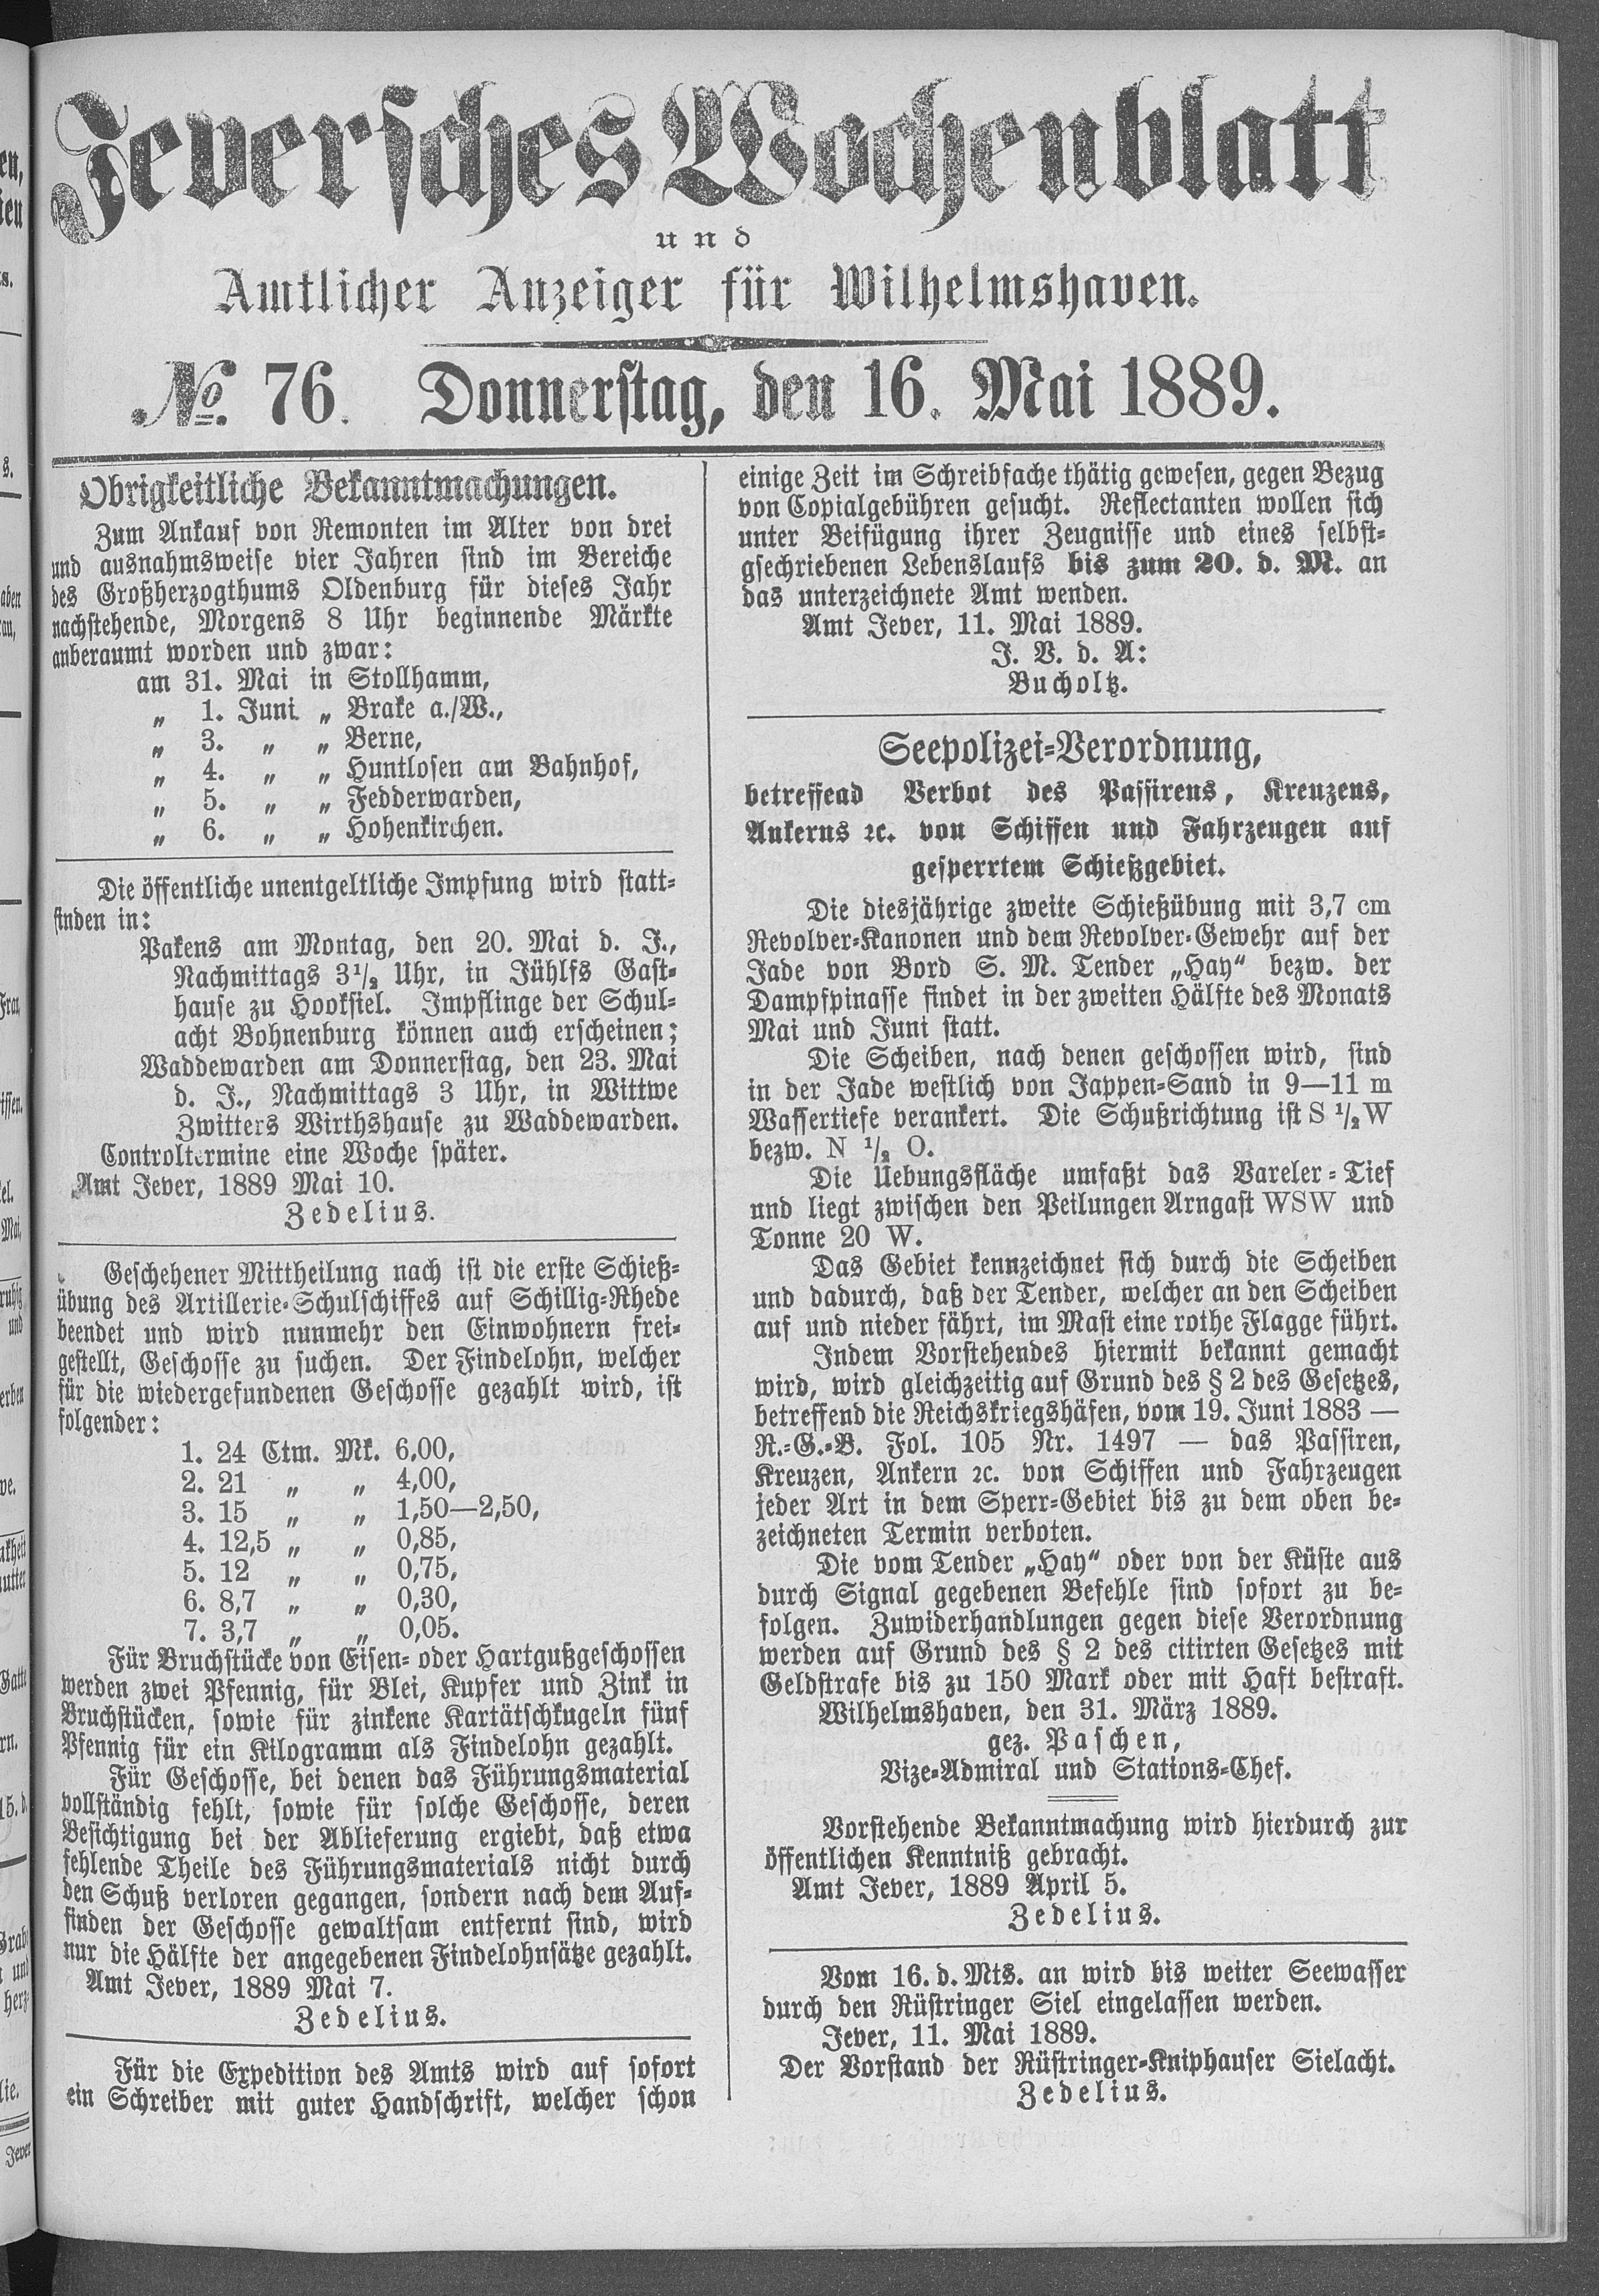 Jeversches Wochenblatt
und
Amtlicher Anzeiger für Wilhelmshaven.
No. 76. Donnerstag, den 16. Mai 1889.
Obrigkeitliche Bekanntmachungen.
Zum Ankauf von Remonten im Alter von drei
und ausnahmsweise vier Jahren sind im Bereiche
des Großherzogthums Oldenburg für dieses Jahr
nachstehende, Morgens 8 Uhr beginnende Märkte
anberaumt worden und zwar:
am 31. Mai in Stollhamm,
„ 1. Juni „ Brake a./W.,
„ 3. „ „ Berne,
„ 4. „ „ Huntlosen am Bahnhof,
„ 5. „ „ Fedderwarden,
„ 6. „ „ Hohenkirchen.
Die öffentliche unentgeltliche Impfung wird statt-
finden in:
Pakens am Montag, den 20. Mai d. J.,
Nachmittags 3½ Uhr, in Jühlfs Gast-
hause zu Hooksiel. Impflinge der Schul-
acht Bohnenburg können auch erscheinen;
Waddewarden am Donnerstag, den 23. Mai
d. J., Nachmittags 3 Uhr, in Wittwe
Zwitters Wirthshause zu Waddewarden.
Controltermine eine Woche später.
Amt Jever, 1889 Mai 10.
Zedelius.
Geschehener Mittheilung nach ist die erste Schieß-
übung des Artillerie-Schulschiffes auf Schillig-Rhede
beendet und wird nunmehr den Einwohnern frei-
gestellt, Geschosse zu suchen. Der Findelohn, welcher
für die wiedergefundenen Geschosse gezahlt wird, ist
folgender:
1. 24 Ctm. Mk. 6,00,
2. 21 „ „ 4,00,
3. 15 „ „ 1,50—2,50,
4. 12,5 „ „ 0,85,
5. 12 „ „ 0,75,
6. 8,7 „ „ 0,30,
7. 3,7 „ „ 0,05.
Für Bruchstücke von Eisen- oder Hartgußgeschossen
werden zwei Pfennig, für Blei, Kupfer und Zink in
Bruchstücken, sowie für zinkene Kartätschkugeln fünf
Pfennig für ein Kilogramm als Findelohn gezahlt.
Für Geschosse, bei denen das Führungsmaterial
vollständig fehlt, sowie für solche Geschosse, deren
Besichtigung bei der Ablieferung ergiebt, daß etwa
fehlende Theile des Führungsmaterials nicht durch
den Schuß verloren gegangen, sondern nach dem Auf-
finden der Geschosse gewaltsam entfernt sind, wird
nur die Hälfte der angegebenen Findelohnsätze gezahlt.
Amt Jever, 1889 Mai 7.
Zedelius.
Für die Expedition des Amts wird auf sofort
ein Schreiber mit guter Handschrift, welcher schon
einige Zeit im Schreibfache thätig gewesen, gegen Bezug
von Copialgebühren gesucht. Reflectanten wollen sich
unter Beifügung ihrer Zeugnisse und eines selbst-
gsechriebenen Lebenslaufs bis zum 20. d. M. an
das unterzeichnete Amt wenden.
Amt Jever, 11. Mai 1889.
J. V. d. A:
Bucholtz.
Seepolizei-Verordnung,
betreffead Verbot des Passirens, Kreuzens,
Ankerns ꝛc. von Schiffen und Fahrzeugen auf
gesperrtem Schießgebiet.
Die diesjährige zweite Schießübung mit 3,7 cm
Revolver-Kanonen und dem Revolver-Gewehr auf der
Jade von Bord S. M. Tender „Hay“ bezw. der
Dampfpinasse findet in der zweiten Hälfte des Monats
Mai und Juni statt.
Die Scheiben, nach denen geschossen wird, sind
in der Jade westlich von Jappen-Sand in 9—11 m
Wassertiefe verankert. Die Schußrichtung ist S ½ W
bezw. N ½ O.
Die Uebungsfläche umfaßt das Vareler-Tief
und liegt zwischen den Peilungen Arngast WSW und
Tonne 20 W.
Das Gebiet kennzeichnet sich durch die Scheiben
und dadurch, daß der Tender, welcher an den Scheiben
auf und nieder fährt, im Mast eine rothe Flagge führt.
Indem Vorstehendes hiermit bekannt gemacht
wird, wird gleichzeitig auf Grund des § 2 des Gesetzes,
betreffend die Reichskriegshäfen, vom 19. Juni 1883 —
R.-G.-B. Fol. 105 Nr. 1497 — das Passiren,
Kreuzen, Ankern ꝛc. von Schiffen und Fahrzeugen
jeder Art in dem Sperr-Gebiet bis zu dem oben be-
zeichneten Termin verboten.
Die vom Tender „Hay“ oder von der Küste aus
durch Signal gegebenen Befehle sind sofort zu be-
folgen. Zuwiderhandlungen gegen diese Verordnung
werden auf Grund des § 2 des citirten Gesetzes mit
Geldstrafe bis zu 150 Mark oder mit Haft bestraft.
Wilhelmshaven, den 31. März 1889.
gez. Paschen,
Vize-Admiral und Stations-Chef.
Vorstehende Bekanntmachung wird hierdurch zur
öffentlichen Kenntniß gebracht.
Amt Jever, 1889 April 5.
Zedelius.
Vom 16. d. Mts. an wird bis weiter Seewasser
durch den Rüstringer Siel eingelassen werden.
Jever, 11. Mai 1889.
Der Vorstand der Rüstringer-Kniphauser Sielacht.
Zedelius.